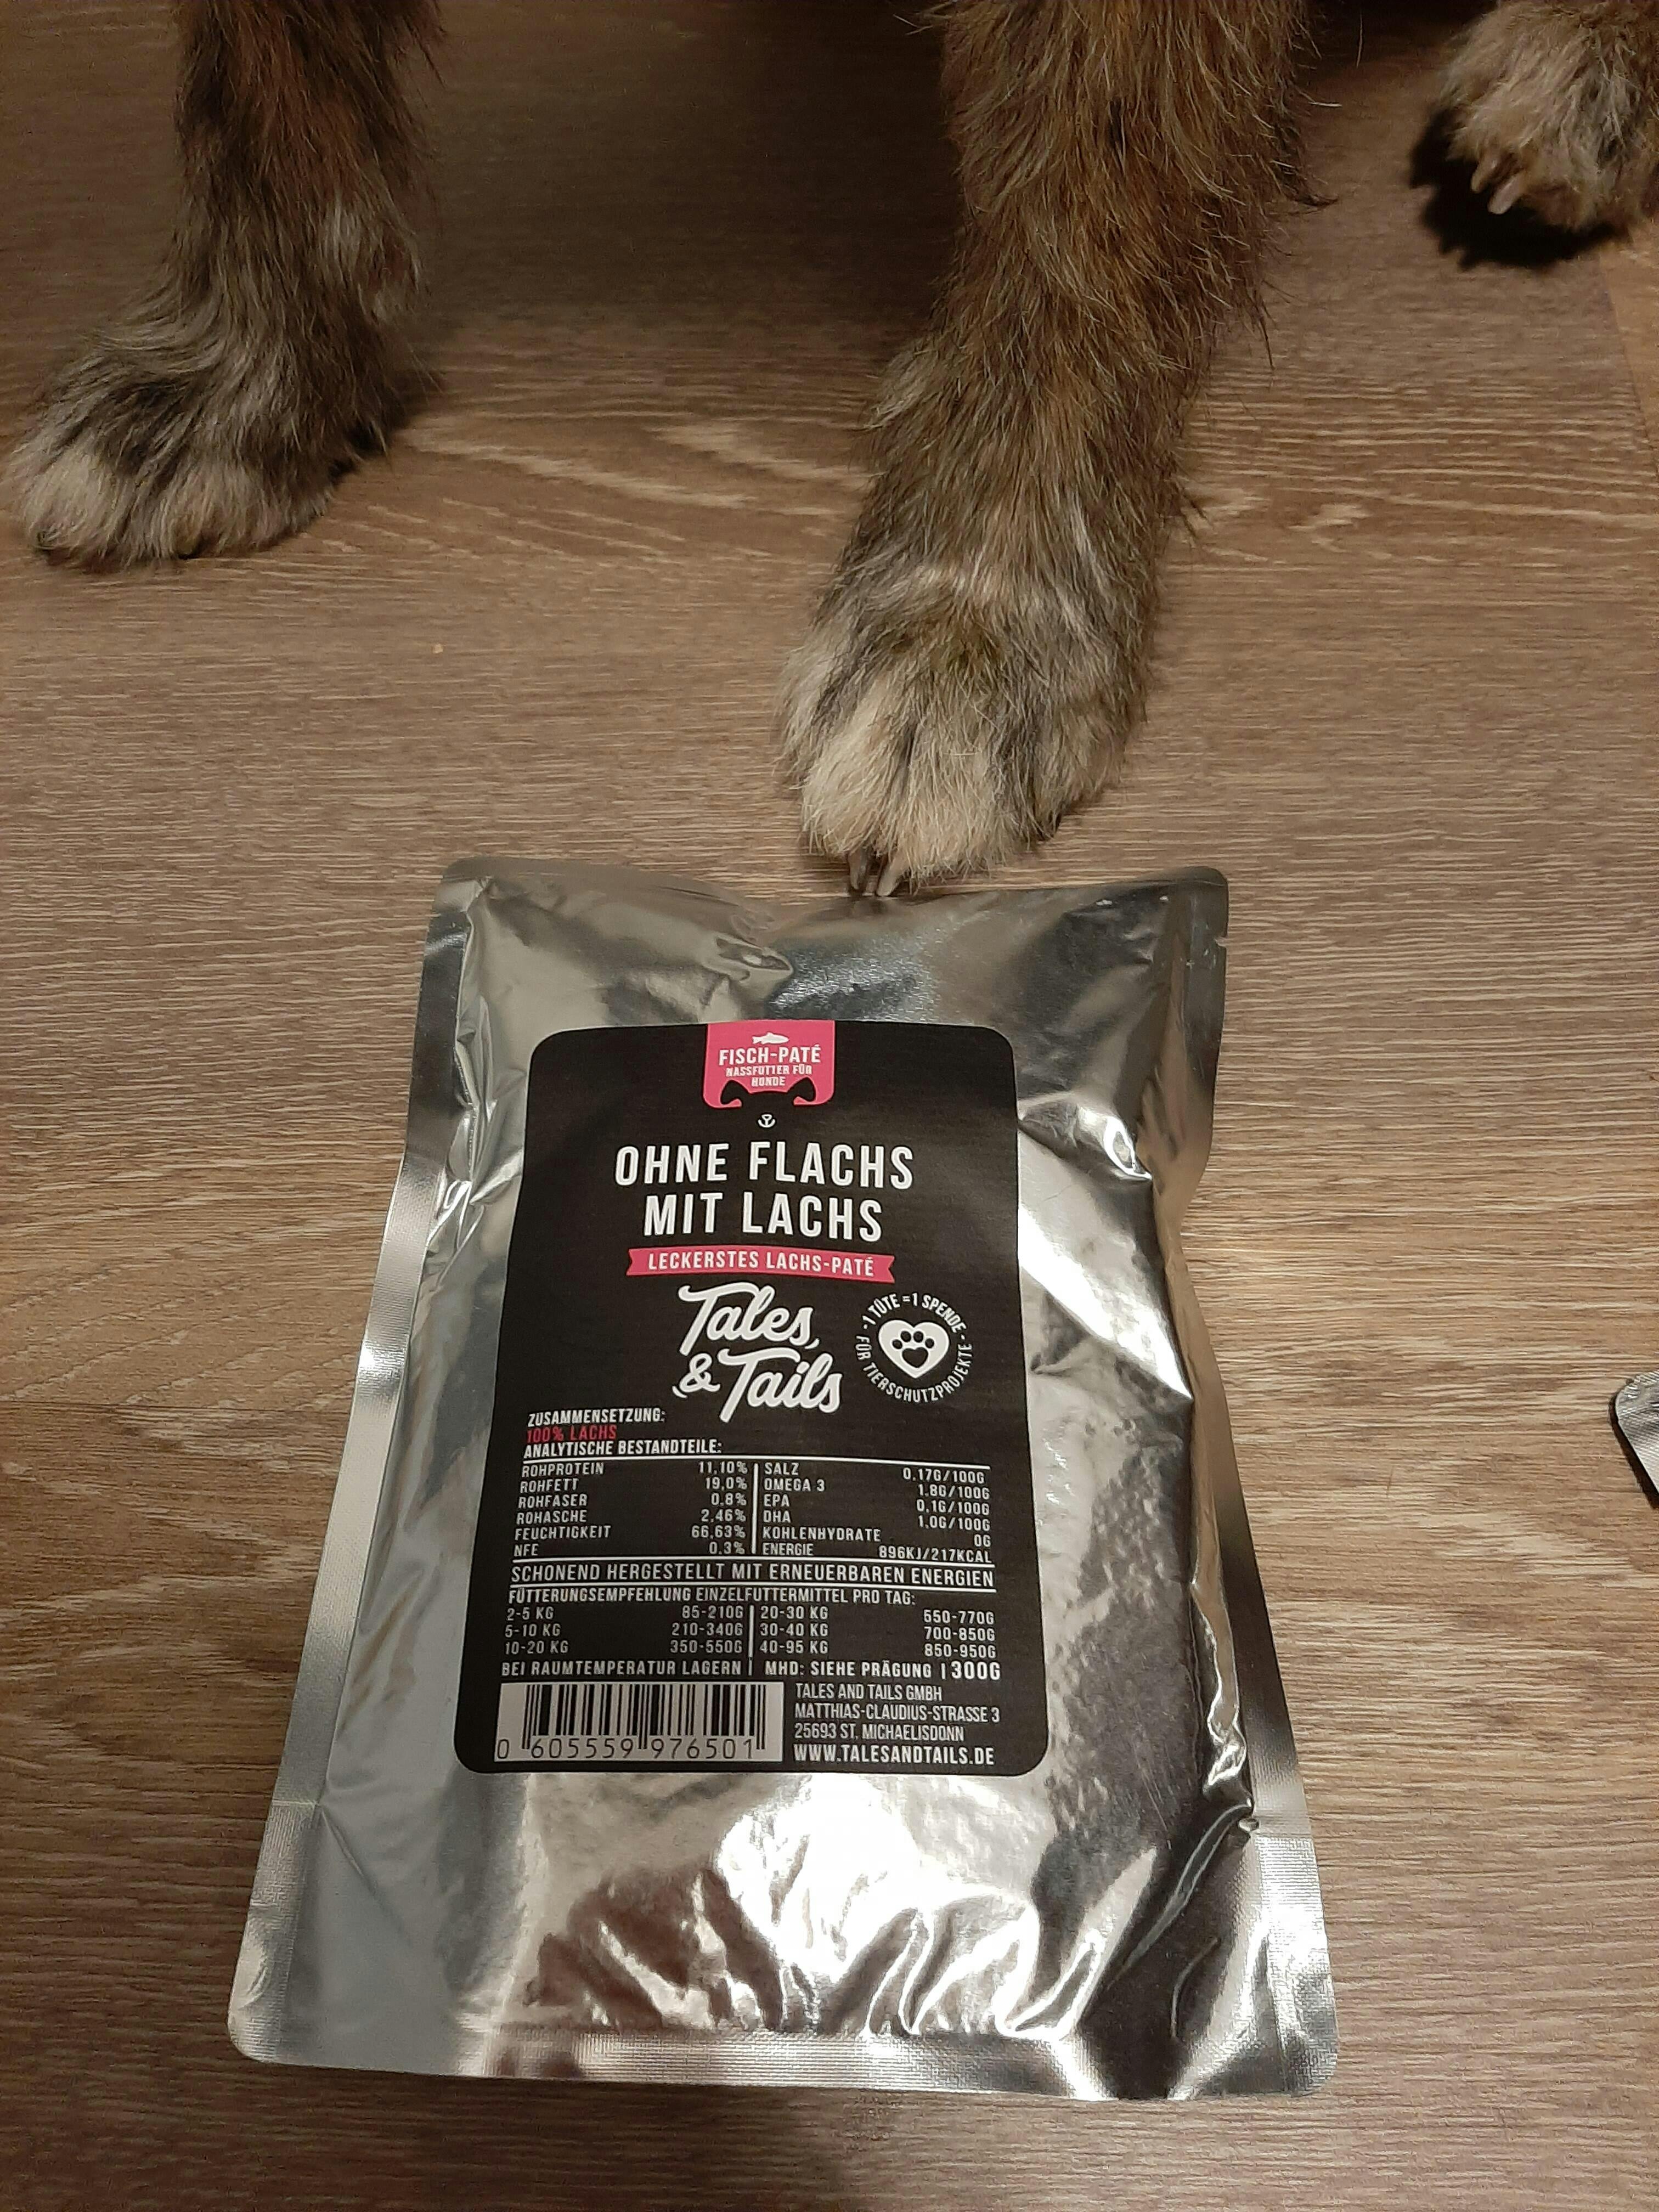 FISCH-PATÉ
NASSFUTTER FÜR
HUNDE
OHNE FLACHS
MIT LACHS
LECKERSTES LACHS-PATÉ
Tales
& Tails
-1 TÜTE=1 SPENDE-
FÜR TIERSCHUTZPROJEKTE
ZUSAMMENSETZUNG:
100% LACHS
ANALYTISCHE BESTANDTEILE:
ROHPROTEIN 11,10% | SALZ 0,17G/100G
ROHFETT 19,0% | OMEGA 3 1,8G/100G
ROHFASER 0,8% | EPA 0,1G/100G
ROHASCHE 2,46% | DHA 1,0G/100G
FEUCHTIGKEIT 66,63% | KOHLENHYDRATE 0G
NFE 0,3% | ENERGIE 896KJ/217KCAL
SCHONEND HERGESTELLT MIT ERNEUERBAREN ENERGIEN
FÜTTERUNGSEMPFEHLUNG EINZELFUTTERMITTEL PRO TAG:
2-5 KG 85-210G | 20-30 KG 550-770G
5-10 KG 210-340G | 30-40 KG 700-850G
10-20 KG 350-550G | 40-95 KG 850-950G
BEI RAUMTEMPERATUR LAGERN | MHD: SIEHE PRÄGUNG | 300G
TALES AND TAILS GMBH
MATTHIAS-CLAUDIUS-STRASSE 3
25693 ST. MICHAELISDONN
WWW.TALESANDTAILS.DE
0 605559 976501